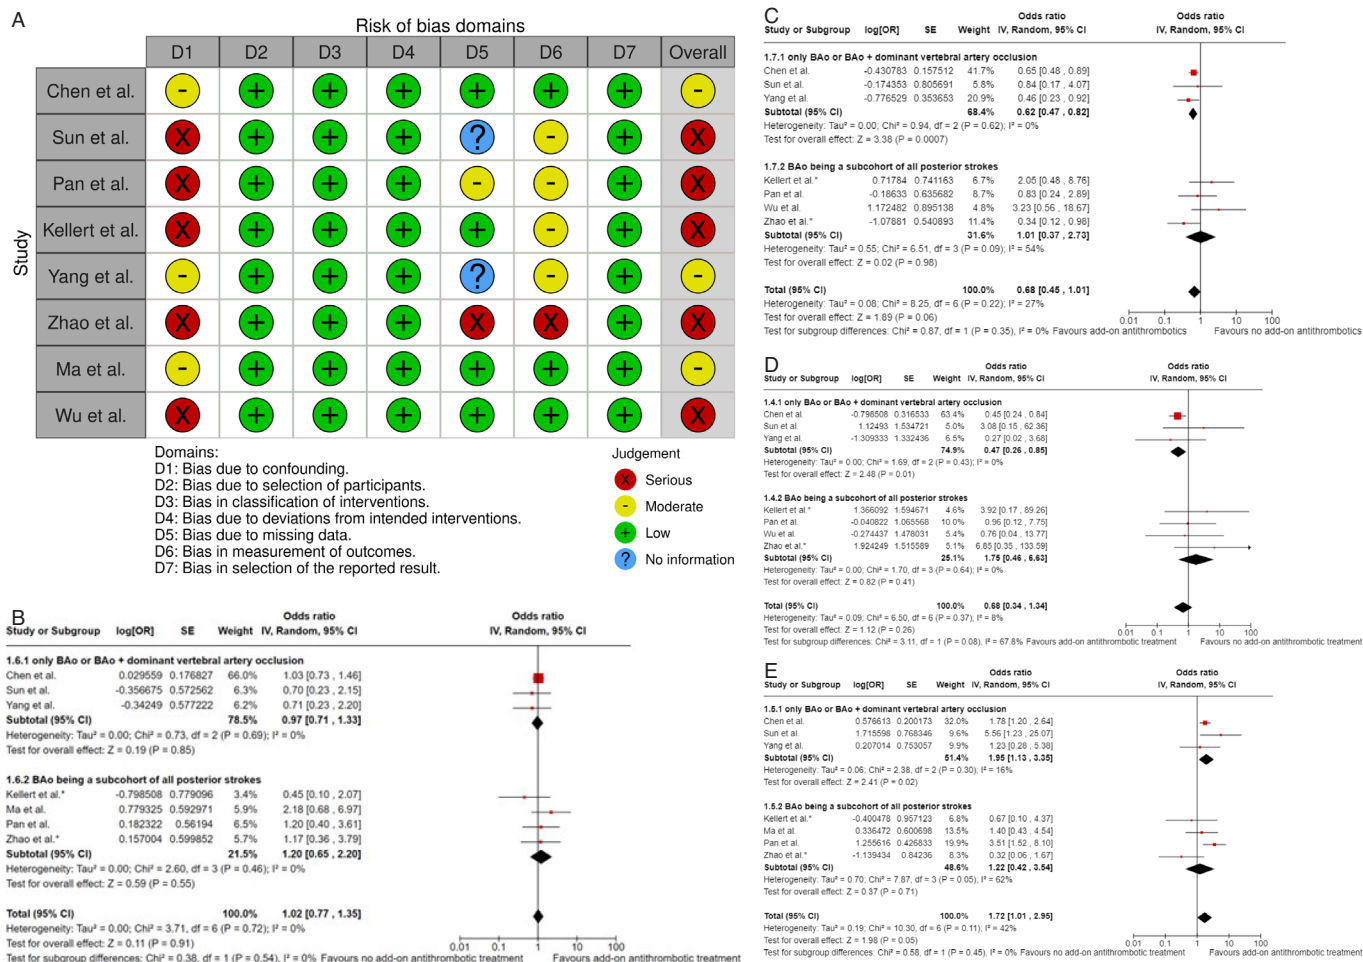 A
Risk of bias domains
D1 D2 D3 D4 D5 D6 D7 Overall
Study
Chen et al. - + + + + + + -
Sun et al. X + + + ? - + X
Pan et al. X + + + - - + X
Kellert et al. X + + + + - + X
Yang et al. - + + + ? - + -
Zhao et al. X + + + X X + X
Ma et al. - + + + + + + -
Wu et al. X + + + + + + X
Domains:
D1: Bias due to confounding.
D2: Bias due to selection of participants.
D3: Bias in classification of interventions.
D4: Bias due to deviations from intended interventions.
D5: Bias due to missing data.
D6: Bias in measurement of outcomes.
D7: Bias in selection of the reported result.
Judgement
X Serious
- Moderate
+ Low
? No information
B
Odds ratio Odds ratio
Study or Subgroup log[OR] SE Weight IV, Random, 95% CI IV, Random, 95% CI
1.6.1 only BAo or BAo + dominant vertebral artery occlusion
Chen et al. 0.029559 0.176827 66.0% 1.03 [0.73 , 1.46]
Sun et al. -0.356675 0.572562 6.3% 0.70 [0.23 , 2.15]
Yang et al. -0.34249 0.577222 6.2% 0.71 [0.23 , 2.20]
Subtotal (95% CI) 78.5% 0.97 [0.71 , 1.33]
Heterogeneity: Tau² = 0.00; Chi² = 0.73, df = 2 (P = 0.69); I² = 0%
Test for overall effect: Z = 0.19 (P = 0.85)
1.6.2 BAo being a subcohort of all posterior strokes
Kellert et al.* -0.798508 0.779096 3.4% 0.45 [0.10 , 2.07]
Ma et al. 0.779325 0.592971 5.9% 2.18 [0.68 , 6.97]
Pan et al. 0.182322 0.56194 6.5% 1.20 [0.40 , 3.61]
Zhao et al.* 0.157004 0.599852 5.7% 1.17 [0.36 , 3.79]
Subtotal (95% CI) 21.5% 1.20 [0.65 , 2.20]
Heterogeneity: Tau² = 0.00; Chi² = 2.60, df = 3 (P = 0.46); I² = 0%
Test for overall effect: Z = 0.59 (P = 0.55)
Total (95% CI) 100.0% 1.02 [0.77 , 1.35]
Heterogeneity: Tau² = 0.00; Chi² = 3.71, df = 6 (P = 0.72); I² = 0%
Test for overall effect: Z = 0.11 (P = 0.91)
0.01 0.1 1 10 100
Test for subgroup differences: Chi² = 0.38, df = 1 (P = 0.54), I² = 0% Favours no add-on antithrombotic treatment Favours add-on antithrombotic treatment
C
Odds ratio Odds ratio
Study or Subgroup log[OR] SE Weight IV, Random, 95% CI IV, Random, 95% CI
1.7.1 only BAo or BAo + dominant vertebral artery occlusion
Chen et al. -0.430783 0.157512 41.7% 0.65 [0.48 , 0.89]
Sun et al. -0.174353 0.805691 5.8% 0.84 [0.17 , 4.07]
Yang et al. -0.776529 0.353653 20.9% 0.46 [0.23 , 0.92]
Subtotal (95% CI) 68.4% 0.62 [0.47 , 0.82]
Heterogeneity: Tau² = 0.00; Chi² = 0.94, df = 2 (P = 0.62); I² = 0%
Test for overall effect: Z = 3.38 (P = 0.0007)
1.7.2 BAo being a subcohort of all posterior strokes
Kellert et al.* 0.71784 0.741163 6.7% 2.05 [0.48 , 8.76]
Pan et al. -0.18633 0.635682 8.7% 0.83 [0.24 , 2.89]
Wu et al. 1.172482 0.895138 4.8% 3.23 [0.56 , 18.67]
Zhao et al.* -1.07881 0.540893 11.4% 0.34 [0.12 , 0.98]
Subtotal (95% CI) 31.6% 1.01 [0.37 , 2.73]
Heterogeneity: Tau² = 0.55; Chi² = 6.51, df = 3 (P = 0.09); I² = 54%
Test for overall effect: Z = 0.02 (P = 0.98)
Total (95% CI) 100.0% 0.68 [0.45 , 1.01]
Heterogeneity: Tau² = 0.08; Chi² = 8.25, df = 6 (P = 0.22); I² = 27%
Test for overall effect: Z = 1.89 (P = 0.06)
0.01 0.1 1 10 100
Test for subgroup differences: Chi² = 0.87, df = 1 (P = 0.35), I² = 0% Favours add-on antithrombotics Favours no add-on antithrombotics
D
Odds ratio Odds ratio
Study or Subgroup log[OR] SE Weight IV, Random, 95% CI IV, Random, 95% CI
1.4.1 only BAo or BAo + dominant vertebral artery occlusion
Chen et al. -0.798508 0.316533 63.4% 0.45 [0.24 , 0.84]
Sun et al. 1.12493 1.534721 5.0% 3.08 [0.15 , 62.36]
Yang et al. -1.309333 1.332436 6.5% 0.27 [0.02 , 3.68]
Subtotal (95% CI) 74.9% 0.47 [0.26 , 0.85]
Heterogeneity: Tau² = 0.00; Chi² = 1.69, df = 2 (P = 0.43); I² = 0%
Test for overall effect: Z = 2.48 (P = 0.01)
1.4.2 BAo being a subcohort of all posterior strokes
Kellert et al.* 1.366092 1.594671 4.6% 3.92 [0.17 , 89.26]
Pan et al. -0.040822 1.065568 10.0% 0.96 [0.12 , 7.75]
Wu et al. -0.274437 1.478031 5.4% 0.76 [0.04 , 13.77]
Zhao et al.* 1.924249 1.515589 5.1% 6.85 [0.35 , 133.59]
Subtotal (95% CI) 25.1% 1.75 [0.46 , 6.63]
Heterogeneity: Tau² = 0.00; Chi² = 1.70, df = 3 (P = 0.64); I² = 0%
Test for overall effect: Z = 0.82 (P = 0.41)
Total (95% CI) 100.0% 0.68 [0.34 , 1.34]
Heterogeneity: Tau² = 0.09; Chi² = 6.50, df = 6 (P = 0.37); I² = 8%
Test for overall effect: Z = 1.12 (P = 0.26)
0.01 0.1 1 10 100
Test for subgroup differences: Chi² = 3.11, df = 1 (P = 0.08), I² = 67.8% Favours add-on antithrombotic treatment Favours no add-on antithrombotic treatment
E
Odds ratio Odds ratio
Study or Subgroup log[OR] SE Weight IV, Random, 95% CI IV, Random, 95% CI
1.5.1 only BAo or BAo + dominant vertebral artery occlusion
Chen et al. 0.576613 0.200173 32.0% 1.78 [1.20 , 2.64]
Sun et al. 1.715598 0.768346 9.6% 5.56 [1.23 , 25.07]
Yang et al. 0.207014 0.753057 9.9% 1.23 [0.28 , 5.38]
Subtotal (95% CI) 51.4% 1.95 [1.13 , 3.35]
Heterogeneity: Tau² = 0.06; Chi² = 2.38, df = 2 (P = 0.30); I² = 16%
Test for overall effect: Z = 2.41 (P = 0.02)
1.5.2 BAo being a subcohort of all posterior strokes
Kellert et al.* -0.400478 0.957123 6.8% 0.67 [0.10 , 4.37]
Ma et al. 0.336472 0.600698 13.5% 1.40 [0.43 , 4.54]
Pan et al. 1.255616 0.426833 19.9% 3.51 [1.52 , 8.10]
Zhao et al.* -1.139434 0.84236 8.3% 0.32 [0.06 , 1.67]
Subtotal (95% CI) 48.6% 1.22 [0.42 , 3.54]
Heterogeneity: Tau² = 0.70; Chi² = 7.87, df = 3 (P = 0.05); I² = 62%
Test for overall effect: Z = 0.37 (P = 0.71)
Total (95% CI) 100.0% 1.72 [1.01 , 2.95]
Heterogeneity: Tau² = 0.19; Chi² = 10.30, df = 6 (P = 0.11); I² = 42%
Test for overall effect: Z = 1.98 (P = 0.05)
0.01 0.1 1 10 100
Test for subgroup differences: Chi² = 0.58, df = 1 (P = 0.45), I² = 0% Favours no add-on antithrombotic treatment Favours add-on antithrombotic treatment